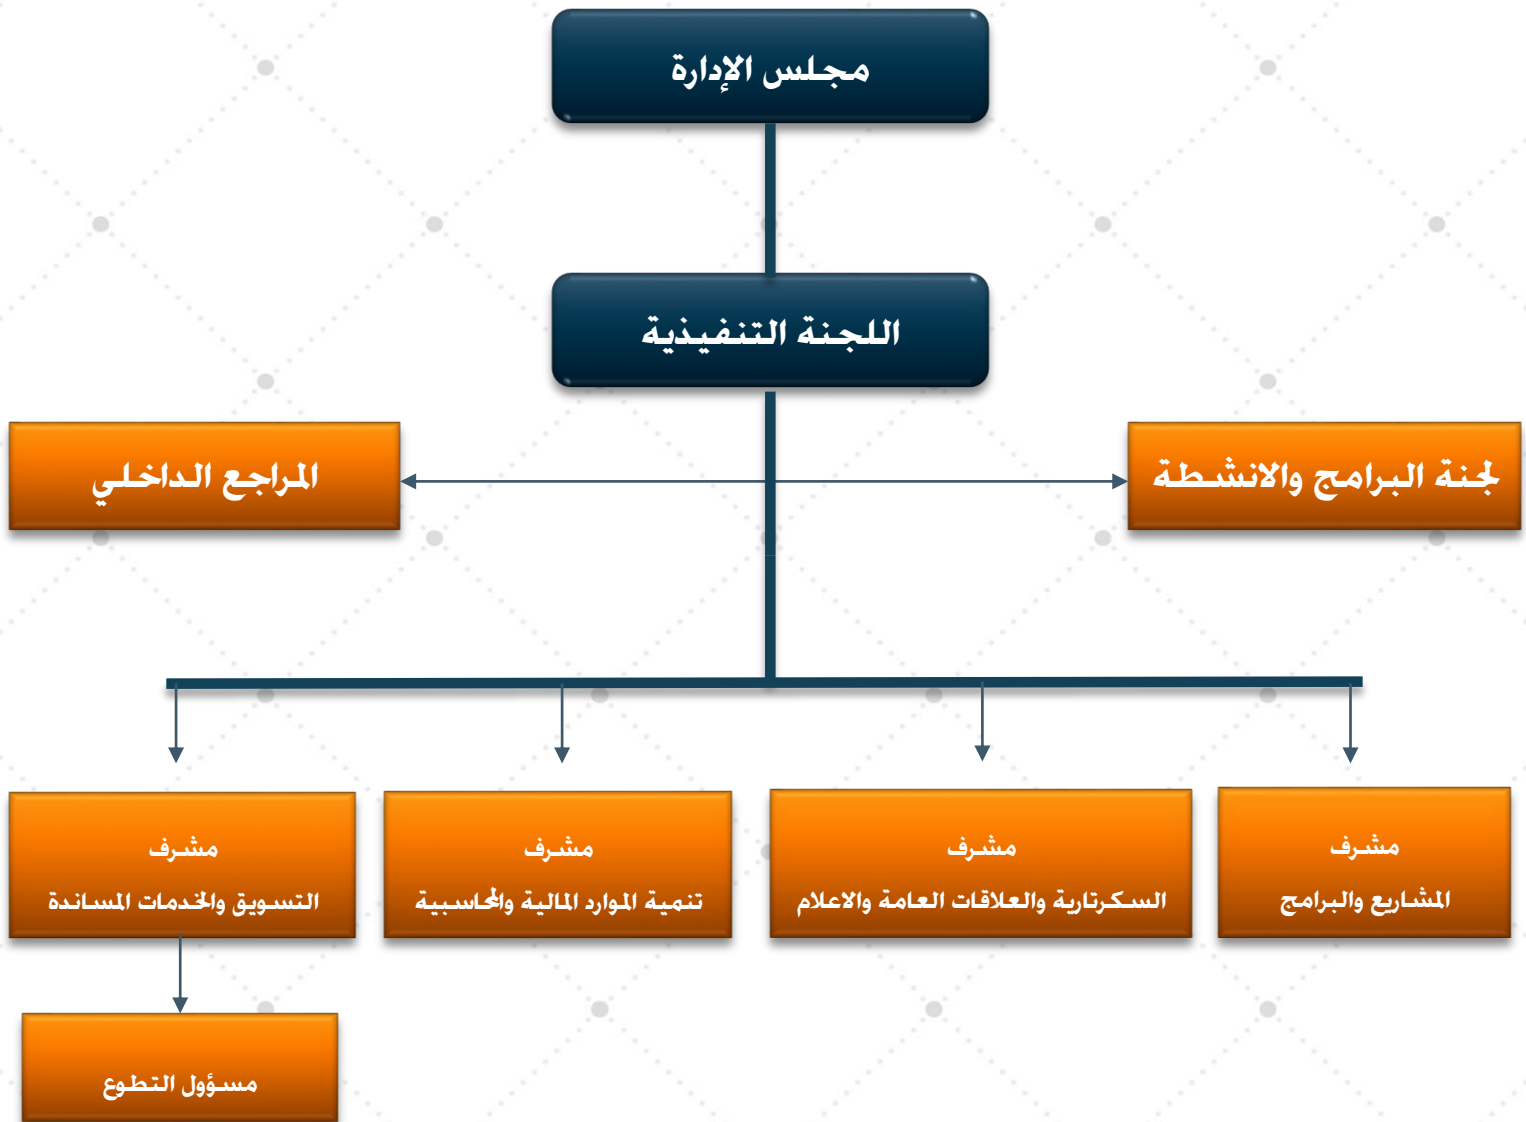 مجلس الإدارة
اللجنة التنفيذية
لجنة البرامج والانشطة
المراجع الداخلي
مشرف
المشاريع والبرامج
مشرف
السكرتارية والعلاقات العامة والاعلام
مشرف
تنمية الموارد المالية والمحاسبية
مشرف
التسويق والخدمات المساندة
مسؤول التطوع